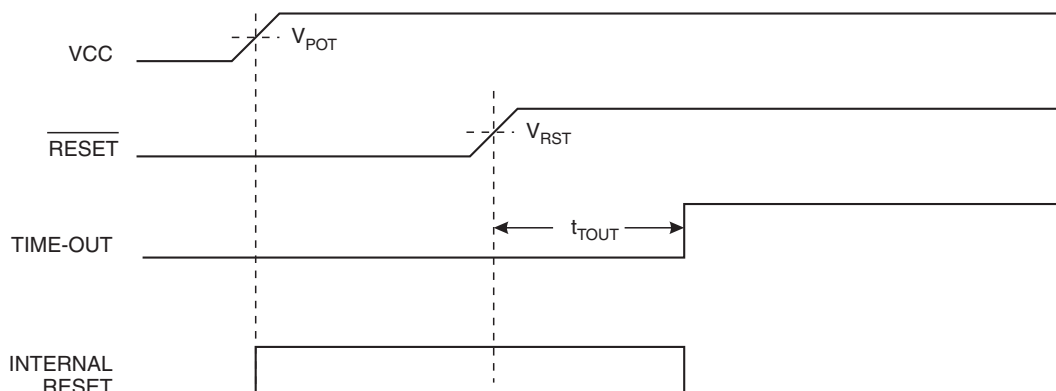 VCC
V_POT
RESET
V_RST
TIME-OUT
t_TOUT
INTERNAL
RESET